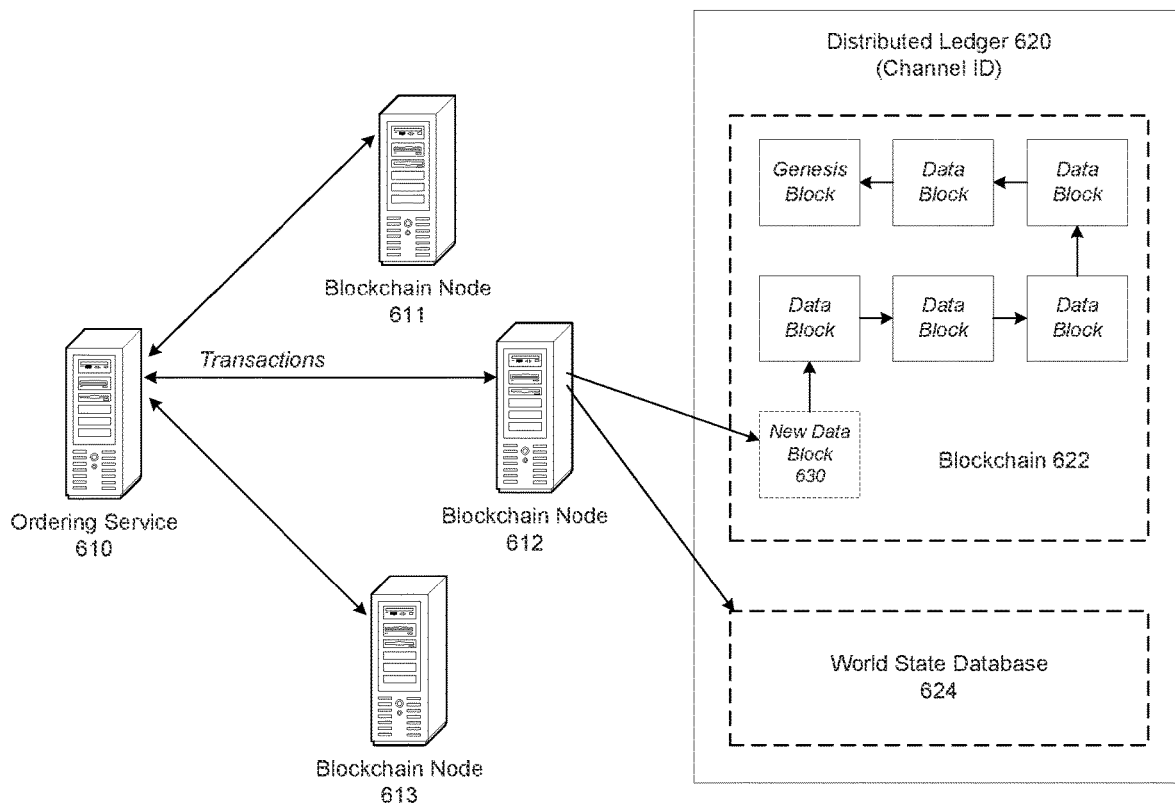 Distributed Ledger 620
(Channel ID)
Genesis
Block
Data
Block
Data
Block
Blockchain Node
611
Data
Block
Data
Block
Data
Block
Transactions
New Data
Block
630
Blockchain 622
Ordering Service
610
Blockchain Node
612
World State Database
624
Blockchain Node
613